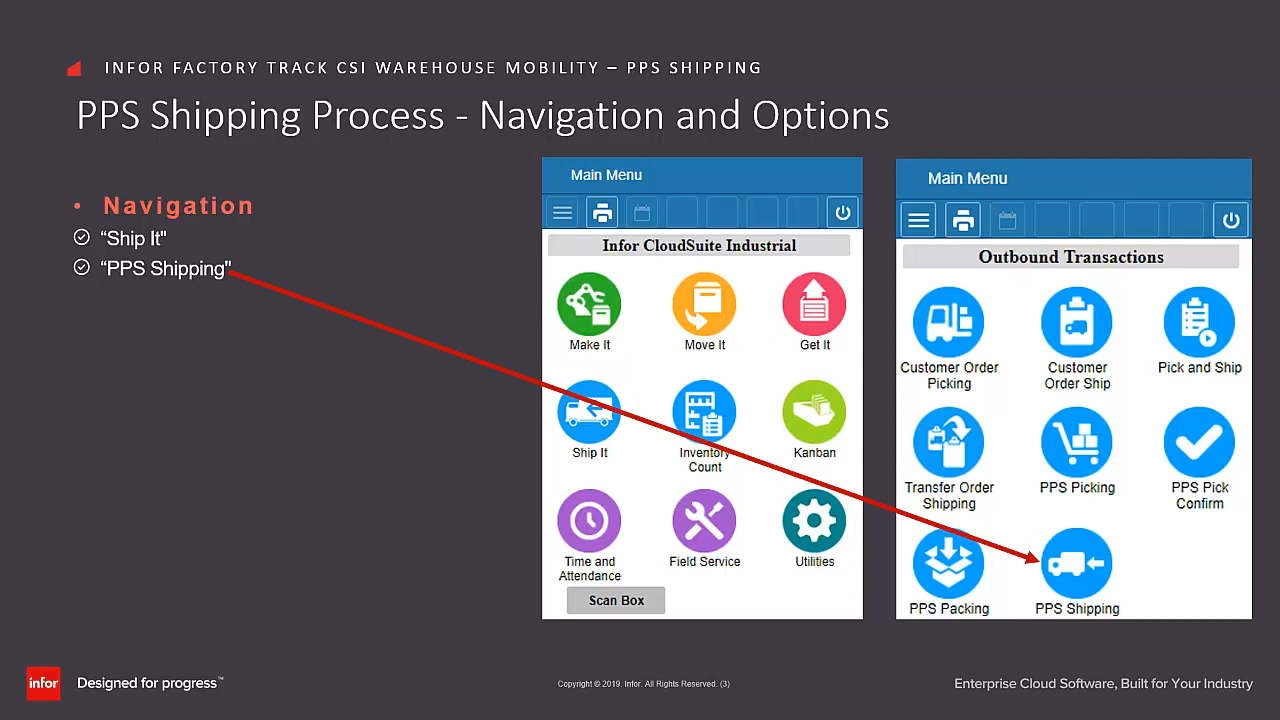 INFOR FACTORY TRACK CSI WAREHOUSE MOBILITY – PPS SHIPPING
PPS Shipping Process - Navigation and Options
• Navigation
“Ship It"
“PPS Shipping"
Main Menu
Infor CloudSuite Industrial
Make It
Move It
Get It
Ship It
Inventory
Count
Kanban
Time and
Attendance
Field Service
Utilities
Scan Box
Main Menu
Outbound Transactions
Customer Order
Picking
Customer
Order Ship
Pick and Ship
Transfer Order
Shipping
PPS Picking
PPS Pick
Confirm
PPS Packing
PPS Shipping
infor
Designed for progress™
Copyright © 2019. Infor. All Rights Reserved. (3)
Enterprise Cloud Software, Built for Your Industry